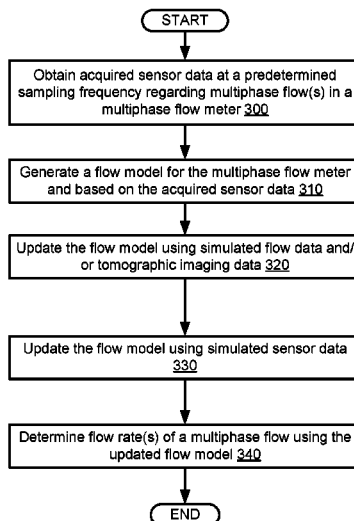 START
Obtain acquired sensor data at a predetermined
sampling frequency regarding multiphase flow(s) in a
multiphase flow meter 300
Generate a flow model for the multiphase flow meter
and based on the acquired sensor data 310
Update the flow model using simulated flow data and/
or tomographic imaging data 320
Update the flow model using simulated sensor data
330
Determine flow rate(s) of a multiphase flow using the
updated flow model 340
END